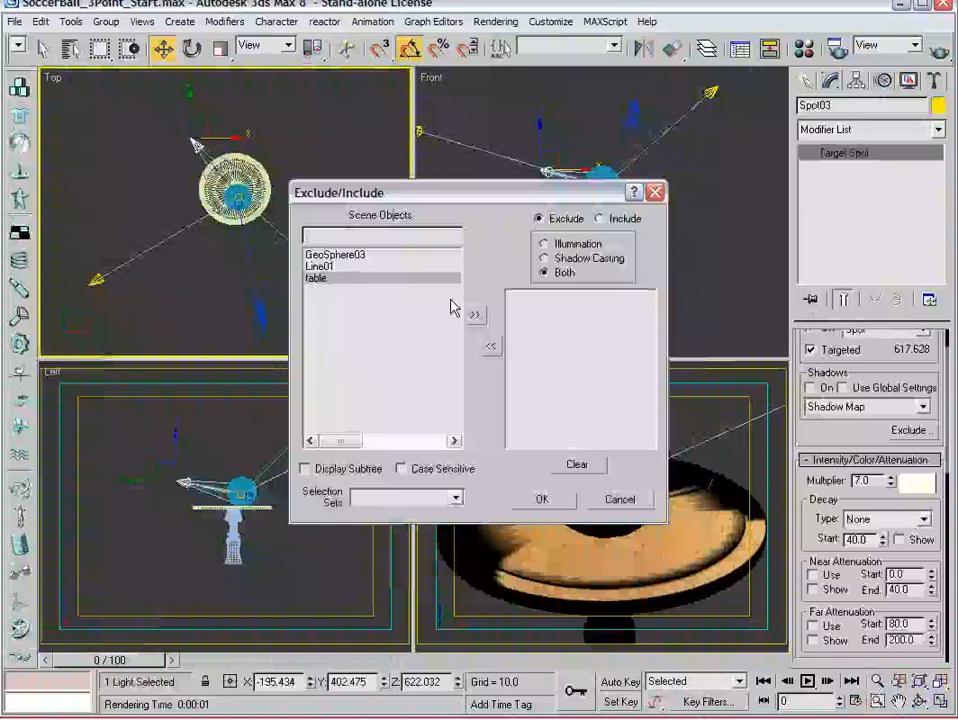 SoccerBall_3Point_Start.max - Autodesk 3ds Max 8 - Stand-alone License
File Edit Tools Group Views Create Modifiers Character reactor Animation Graph Editors Rendering Customize MAXScript Help
View View
Top Front
Spot03
Modifier List
Target Spot
Exclude/Include
Scene Objects Exclude Include
GeoSphere03
Line01
table
Illumination
Shadow Casting
Both
>>
<<
Display Subtree Case Sensitive Clear
Selection
Sets OK Cancel
Left
On Spot
Targeted 617.628
Shadows
On Use Global Settings
Shadow Map
Exclude...
- Intensity/Color/Attenuation
Multiplier: 7.0
Decay
Type: None
Start: 40.0 Show
Near Attenuation
Use Start: 0.0
Show End: 40.0
Far Attenuation
Use Start: 80.0
Show End: 200.0
0 / 100
1 Light Selected X: -195.434 Y: 402.475 Z: 622.032 Grid = 10.0 Auto Key Selected
Rendering Time 0:00:01 Add Time Tag Set Key Key Filters... 0